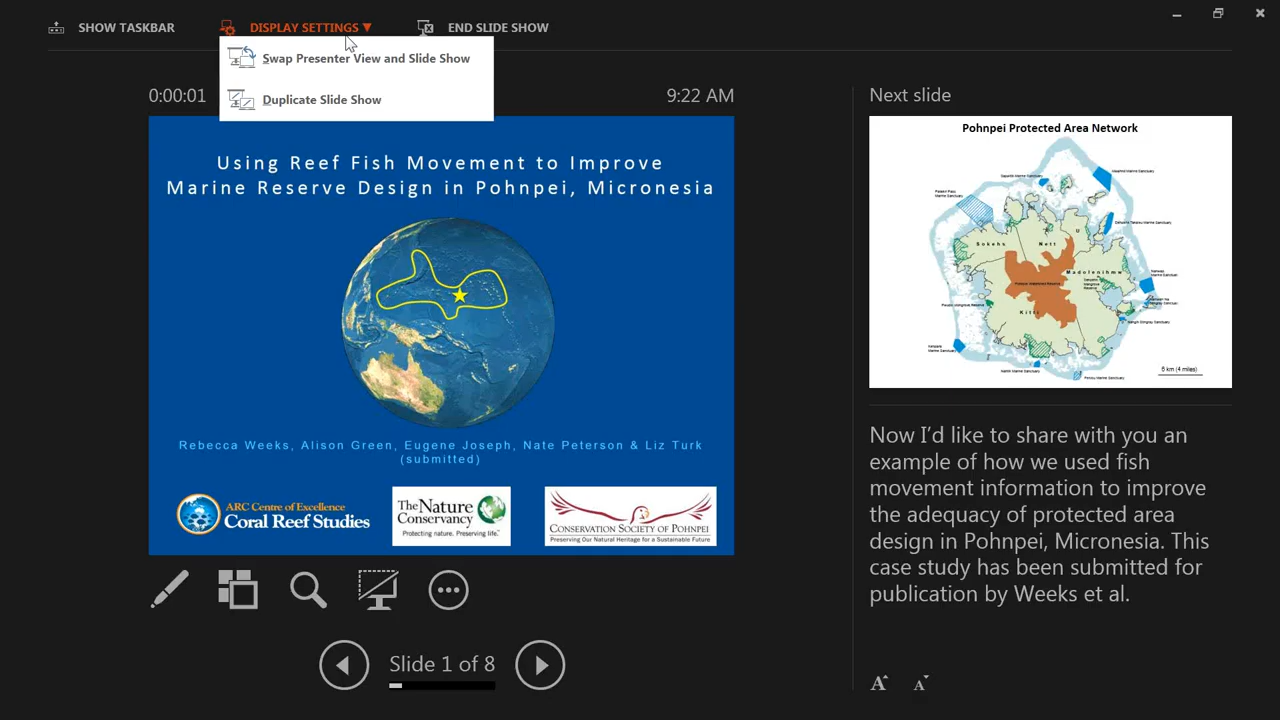 SHOW TASKBAR
DISPLAY SETTINGS ▼
END SLIDE SHOW
Swap Presenter View and Slide Show
Duplicate Slide Show
0:00:01
9:22 AM
Using Reef Fish Movement to Improve
Marine Reserve Design in Pohnpei, Micronesia
Rebecca Weeks, Alison Green, Eugene Joseph, Nate Peterson & Liz Turk
(submitted)
ARC Centre of Excellence
Coral Reef Studies
The Nature
Conservancy
Protecting nature. Preserving life.™
CONSERVATION SOCIETY OF POHNPEI
Preserving Our Natural Heritage for a Sustainable Future
Slide 1 of 8
Next slide
Pohnpei Protected Area Network
Marine Sanctuary
U
Sokehs
Nett
Madolenihmw
Kitti
6 km (4 miles)
Now I’d like to share with you an
example of how we used fish
movement information to improve
the adequacy of protected area
design in Pohnpei, Micronesia. This
case study has been submitted for
publication by Weeks et al.
A
A